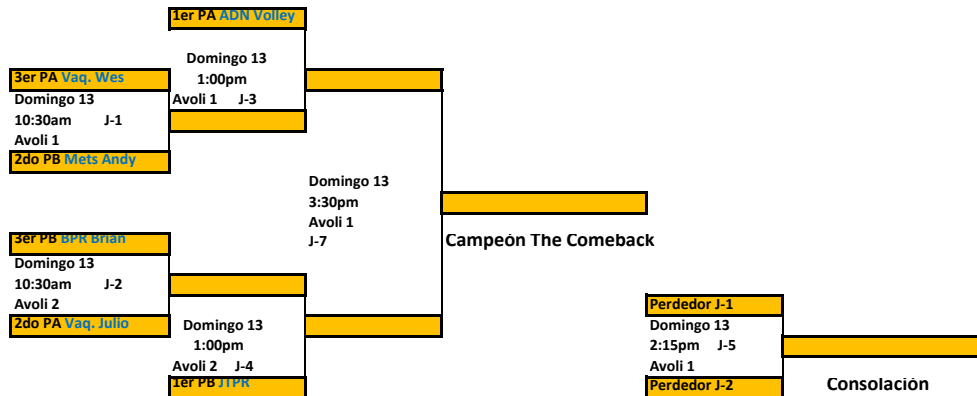 1er PA ADN Volley
Domingo 13
1:00pm
Avoli 1 J-3
3er PA Vaq. Wes
Domingo 13
10:30am J-1
Avoli 1
2do PB Mets Andy
Domingo 13
3:30pm
Avoli 1
J-7
Campeón The Comeback
3er PB BPR Brian
Domingo 13
10:30am J-2
Avoli 2
2do PA Vaq. Julio
Domingo 13
1:00pm
Avoli 2 J-4
1er PB JTPR
Perdedor J-1
Domingo 13
2:15pm J-5
Avoli 1
Perdedor J-2
Consolación